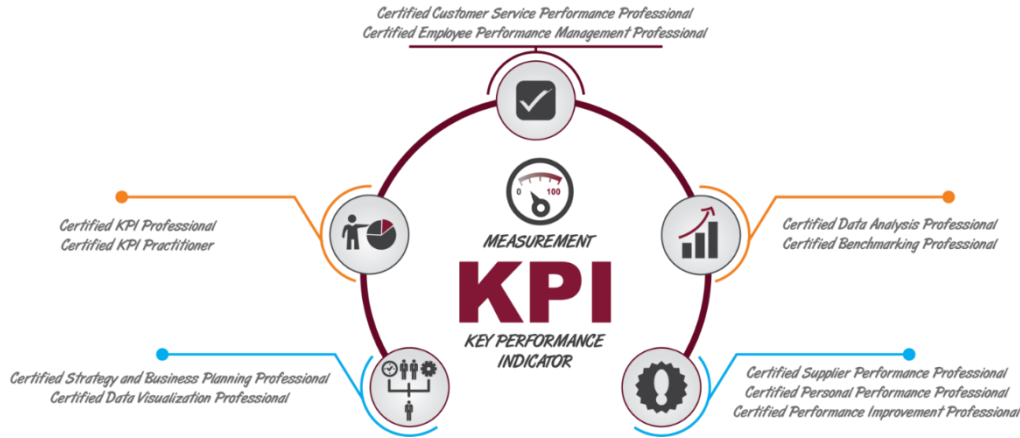 Certified Customer Service Performance Professional
Certified Employee Performance Management Professional
Certified KPI Professional
Certified KPI Practitioner
0 100
MEASUREMENT
KPI
KEY PERFORMANCE
INDICATOR
Certified Data Analysis Professional
Certified Benchmarking Professional
Certified Strategy and Business Planning Professional
Certified Data Visualization Professional
Certified Supplier Performance Professional
Certified Personal Performance Professional
Certified Performance Improvement Professional